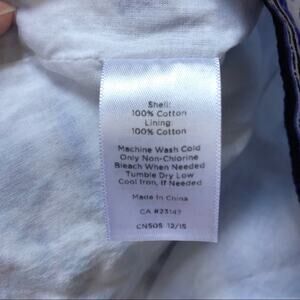 Shell:
100% Cotton
Lining:
100% Cotton
Machine Wash Cold
Only Non-Chlorine
Bleach When Needed
Tumble Dry Low
Cool Iron, If Needed
Made in China
CA #23147
CN505 12/15